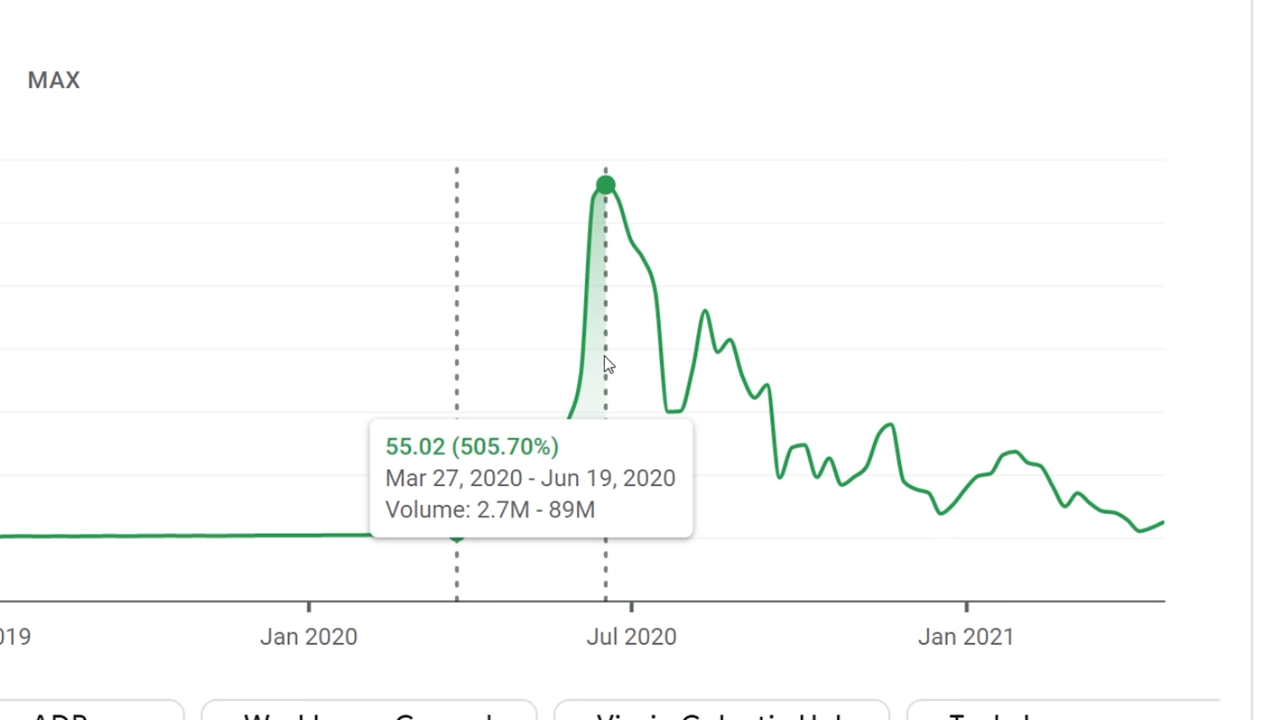 MAX
55.02 (505.70%)
Mar 27, 2020 - Jun 19, 2020
Volume: 2.7M - 89M
019 Jan 2020 Jul 2020 Jan 2021